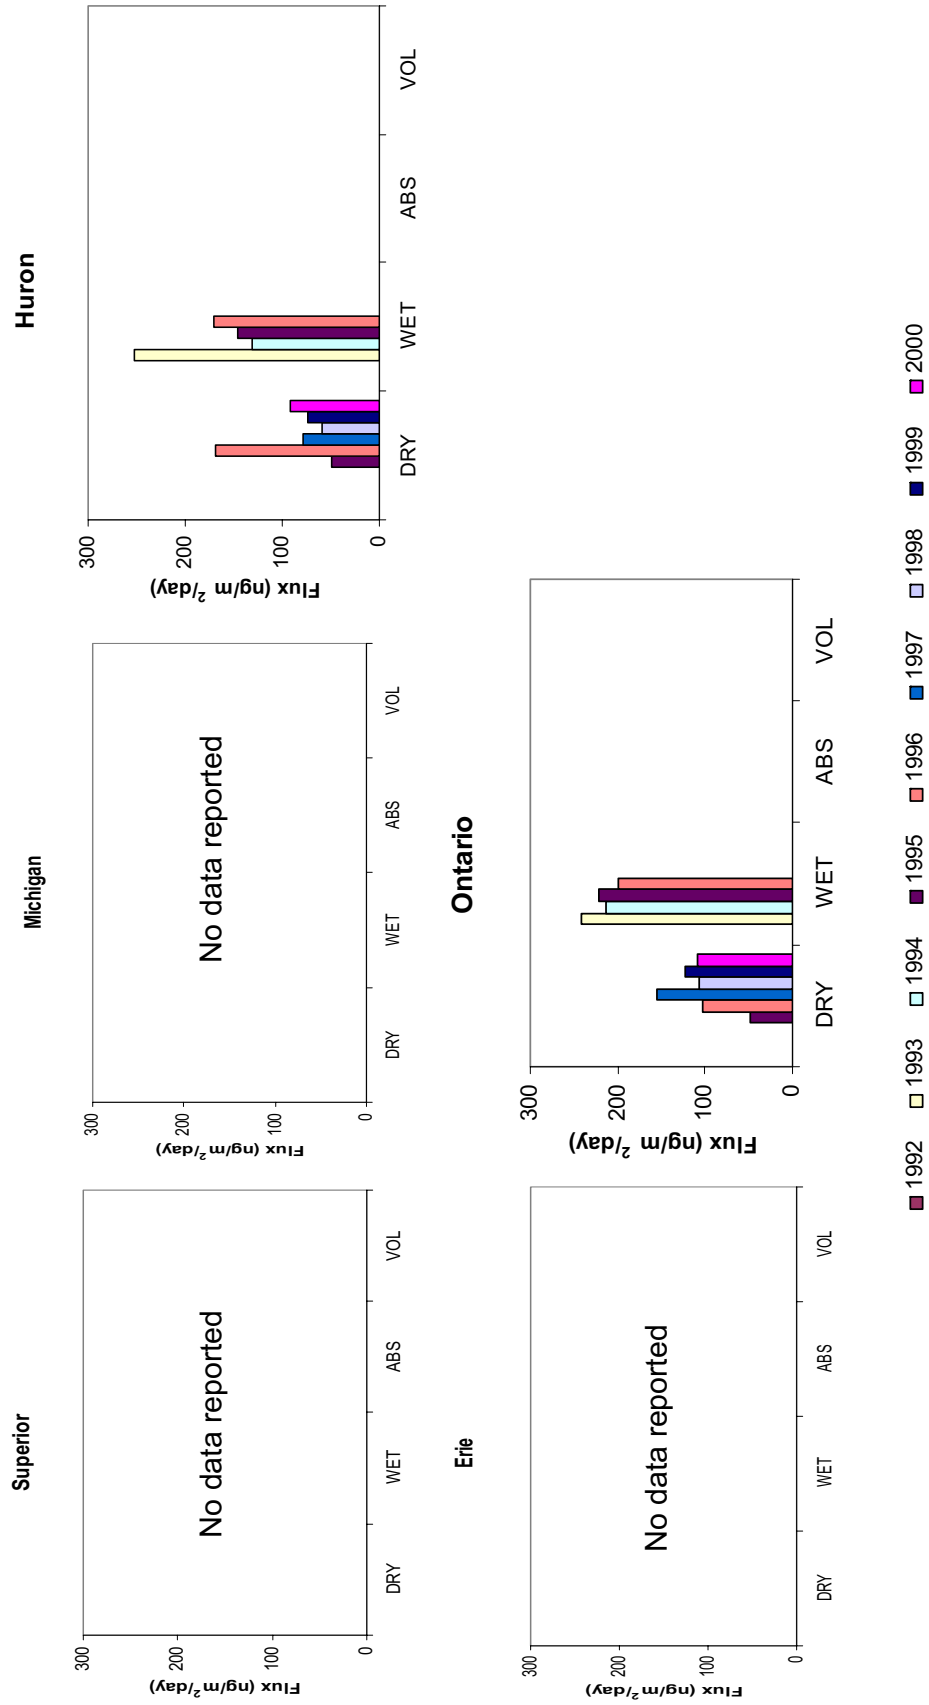 Superior
Flux (ng/m2/day)
300
200
100
0
No data reported
DRY WET ABS VOL
Michigan
Flux (ng/m2/day)
300
200
100
0
No data reported
DRY WET ABS VOL
Huron
Flux (ng/m2/day)
300
200
100
0
DRY WET ABS VOL
Erie
Flux (ng/m2/day)
300
200
100
0
No data reported
DRY WET ABS VOL
Ontario
Flux (ng/m2/day)
300
200
100
0
DRY WET ABS VOL
1992 1993 1994 1995 1996 1997 1998 1999 2000